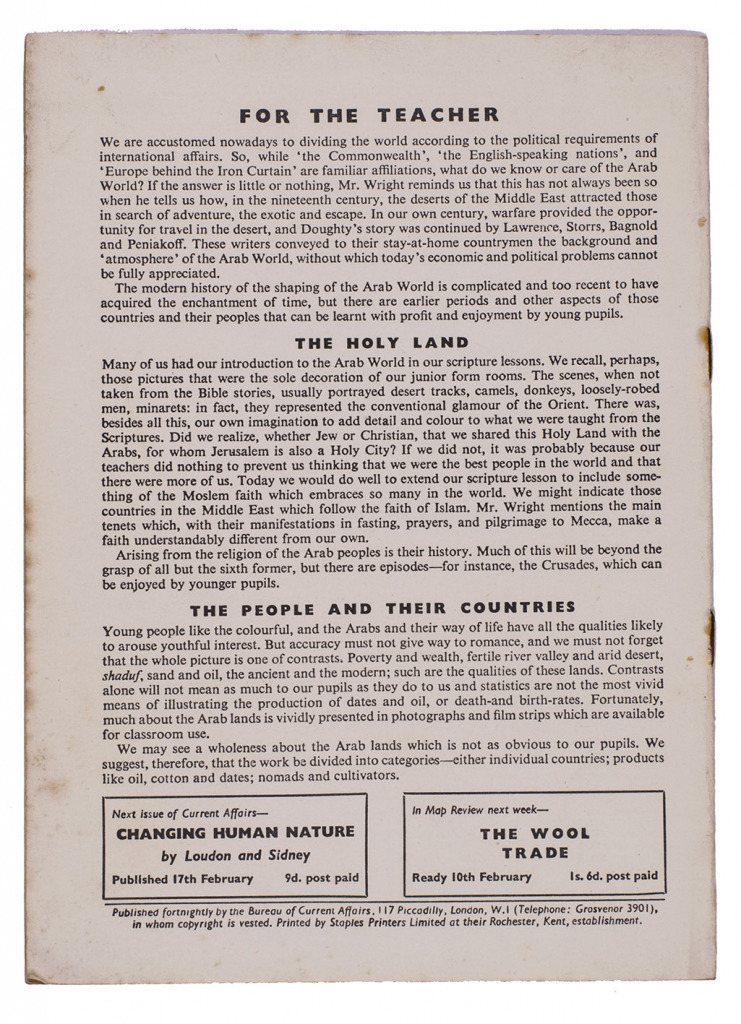 FOR THE TEACHER
We are accustomed nowadays to dividing the world according to the political requirements of
international affairs. So, while 'the Commonwealth', 'the English-speaking nations', and
'Europe behind the Iron Curtain' are familiar affiliations, what do we know or care of the Arab
World? If the answer is little or nothing, Mr. Wright reminds us that this has not always been so
when he tells us how, in the nineteenth century, the deserts of the Middle East attracted those
in search of adventure, the exotic and escape. In our own century, warfare provided the oppor-
tunity for travel in the desert, and Doughty's story was continued by Lawrence, Storrs, Bagnold
and Peniakoff. These writers conveyed to their stay-at-home countrymen the background and
'atmosphere' of the Arab World, without which today's economic and political problems cannot
be fully appreciated.
The modern history of the shaping of the Arab World is complicated and too recent to have
acquired the enchantment of time, but there are earlier periods and other aspects of those
countries and their peoples that can be learnt with profit and enjoyment by young pupils.
THE HOLY LAND
Many of us had our introduction to the Arab World in our scripture lessons. We recall, perhaps,
those pictures that were the sole decoration of our junior form rooms. The scenes, when not
taken from the Bible stories, usually portrayed desert tracks, camels, donkeys, loosely-robed
men, minarets: in fact, they represented the conventional glamour of the Orient. There was,
besides all this, our own imagination to add detail and colour to what we were taught from the
Scriptures. Did we realize, whether Jew or Christian, that we shared this Holy Land with the
Arabs, for whom Jerusalem is also a Holy City? If we did not, it was probably because our
teachers did nothing to prevent us thinking that we were the best people in the world and that
there were more of us. Today we would do well to extend our scripture lesson to include some-
thing of the Moslem faith which embraces so many in the world. We might indicate those
countries in the Middle East which follow the faith of Islam. Mr. Wright mentions the main
tenets which, with their manifestations in fasting, prayers, and pilgrimage to Mecca, make a
faith understandably different from our own.
Arising from the religion of the Arab peoples is their history. Much of this will be beyond the
grasp of all but the sixth former, but there are episodes—for instance, the Crusades, which can
be enjoyed by younger pupils.
THE PEOPLE AND THEIR COUNTRIES
Young people like the colourful, and the Arabs and their way of life have all the qualities likely
to arouse youthful interest. But accuracy must not give way to romance, and we must not forget
that the whole picture is one of contrasts. Poverty and wealth, fertile river valley and arid desert,
shaduf, sand and oil, the ancient and the modern; such are the qualities of these lands. Contrasts
alone will not mean as much to our pupils as they do to us and statistics are not the most vivid
means of illustrating the production of dates and oil, or death-and birth-rates. Fortunately,
much about the Arab lands is vividly presented in photographs and film strips which are available
for classroom use.
We may see a wholeness about the Arab lands which is not as obvious to our pupils. We
suggest, therefore, that the work be divided into categories—either individual countries; products
like oil, cotton and dates; nomads and cultivators.
Next issue of Current Affairs—
CHANGING HUMAN NATURE
by Loudon and Sidney
Published 17th February 9d. post paid
In Map Review next week—
THE WOOL
TRADE
Ready 10th February 1s. 6d. post paid
Published fortnightly by the Bureau of Current Affairs, 117 Piccadilly, London, W.1 (Telephone: Grosvenor 3901),
in whom copyright is vested. Printed by Staples Printers Limited at their Rochester, Kent, establishment.